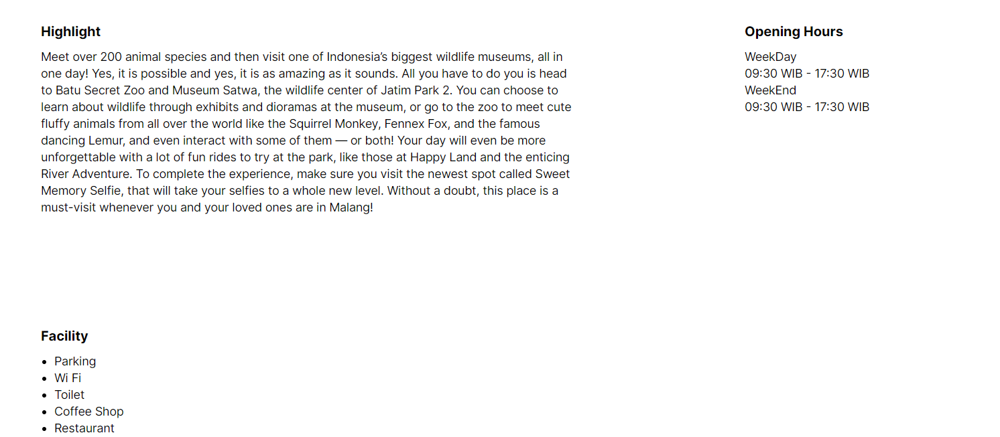 Highlight
Meet over 200 animal species and then visit one of Indonesia’s biggest wildlife museums, all in
one day! Yes, it is possible and yes, it is as amazing as it sounds. All you have to do you is head
to Batu Secret Zoo and Museum Satwa, the wildlife center of Jatim Park 2. You can choose to
learn about wildlife through exhibits and dioramas at the museum, or go to the zoo to meet cute
fluffy animals from all over the world like the Squirrel Monkey, Fennex Fox, and the famous
dancing Lemur, and even interact with some of them — or both! Your day will even be more
unforgettable with a lot of fun rides to try at the park, like those at Happy Land and the enticing
River Adventure. To complete the experience, make sure you visit the newest spot called Sweet
Memory Selfie, that will take your selfies to a whole new level. Without a doubt, this place is a
must-visit whenever you and your loved ones are in Malang!
Opening Hours
WeekDay
09:30 WIB - 17:30 WIB
WeekEnd
09:30 WIB - 17:30 WIB
Facility
• Parking
• Wi Fi
• Toilet
• Coffee Shop
• Restaurant